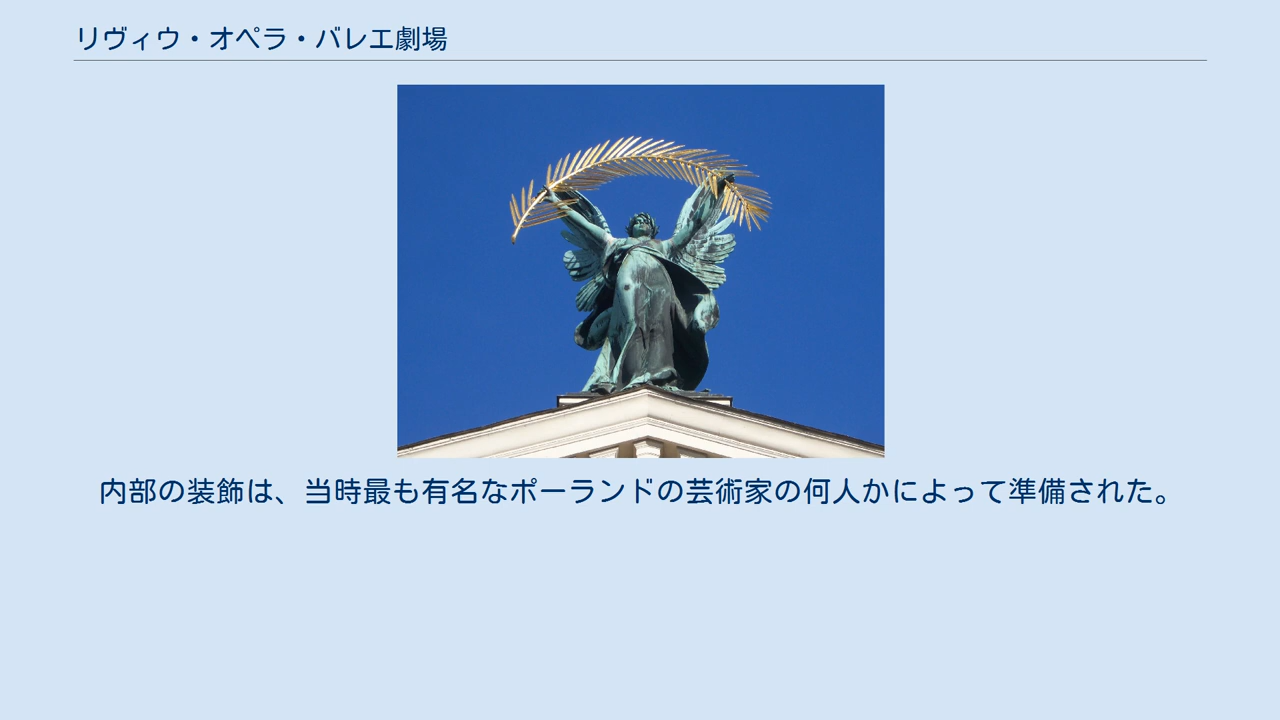 リヴィウ・オペラ・バレエ劇場
内部の装飾は、当時最も有名なポーランドの芸術家の何人かによって準備された。